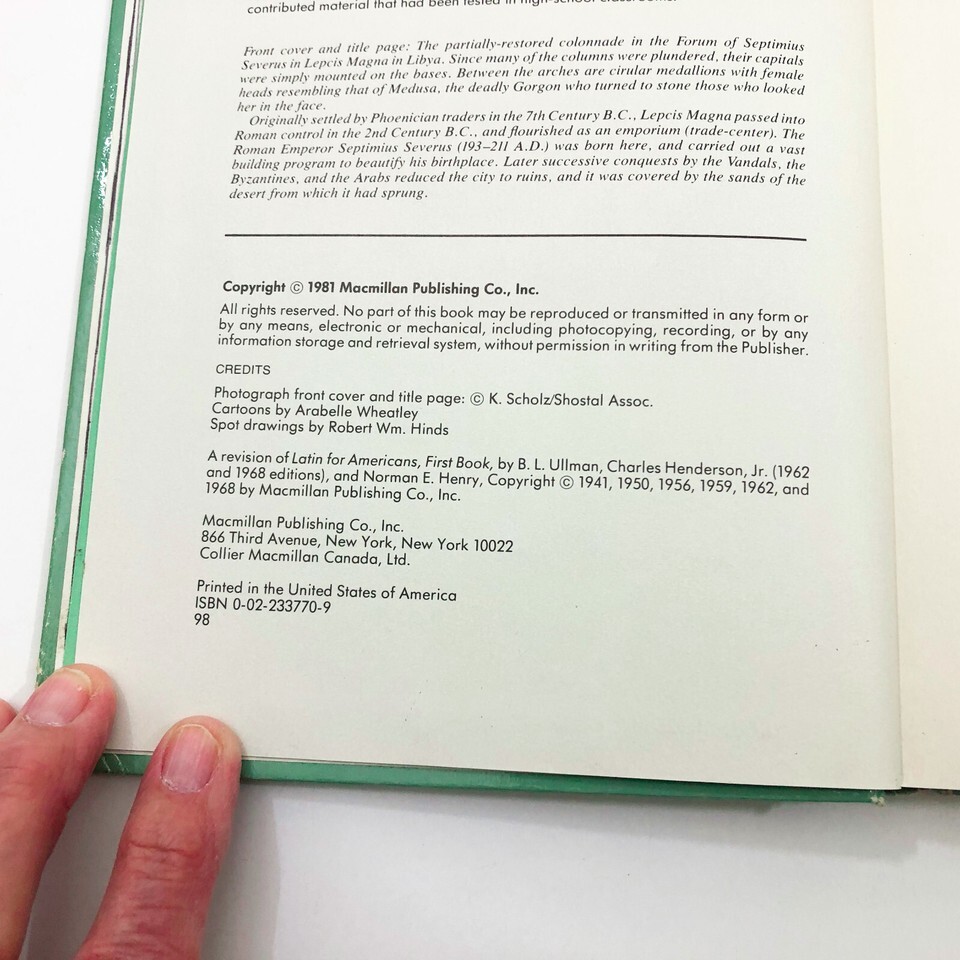 contributed material that had been tested in high-school classrooms.
Front cover and title page: The partially-restored colonnade in the Forum of Septimius
Severus in Lepcis Magna in Libya. Since many of the columns were plundered, their capitals
were simply mounted on the bases. Between the arches are cirular medallions with female
heads resembling that of Medusa, the deadly Gorgon who turned to stone those who looked
her in the face.
Originally settled by Phoenician traders in the 7th Century B.C., Lepcis Magna passed into
Roman control in the 2nd Century B.C., and flourished as an emporium (trade-center). The
Roman Emperor Septimius Severus (193–211 A.D.) was born here, and carried out a vast
building program to beautify his birthplace. Later successive conquests by the Vandals, the
Byzantines, and the Arabs reduced the city to ruins, and it was covered by the sands of the
desert from which it had sprung.
Copyright © 1981 Macmillan Publishing Co., Inc.
All rights reserved. No part of this book may be reproduced or transmitted in any form or
by any means, electronic or mechanical, including photocopying, recording, or by any
information storage and retrieval system, without permission in writing from the Publisher.
CREDITS
Photograph front cover and title page: © K. Scholz/Shostal Assoc.
Cartoons by Arabelle Wheatley
Spot drawings by Robert Wm. Hinds
A revision of Latin for Americans, First Book, by B. L. Ullman, Charles Henderson, Jr. (1962
and 1968 editions), and Norman E. Henry, Copyright © 1941, 1950, 1956, 1959, 1962, and
1968 by Macmillan Publishing Co., Inc.
Macmillan Publishing Co., Inc.
866 Third Avenue, New York, New York 10022
Collier Macmillan Canada, Ltd.
Printed in the United States of America
ISBN 0-02-233770-9
98